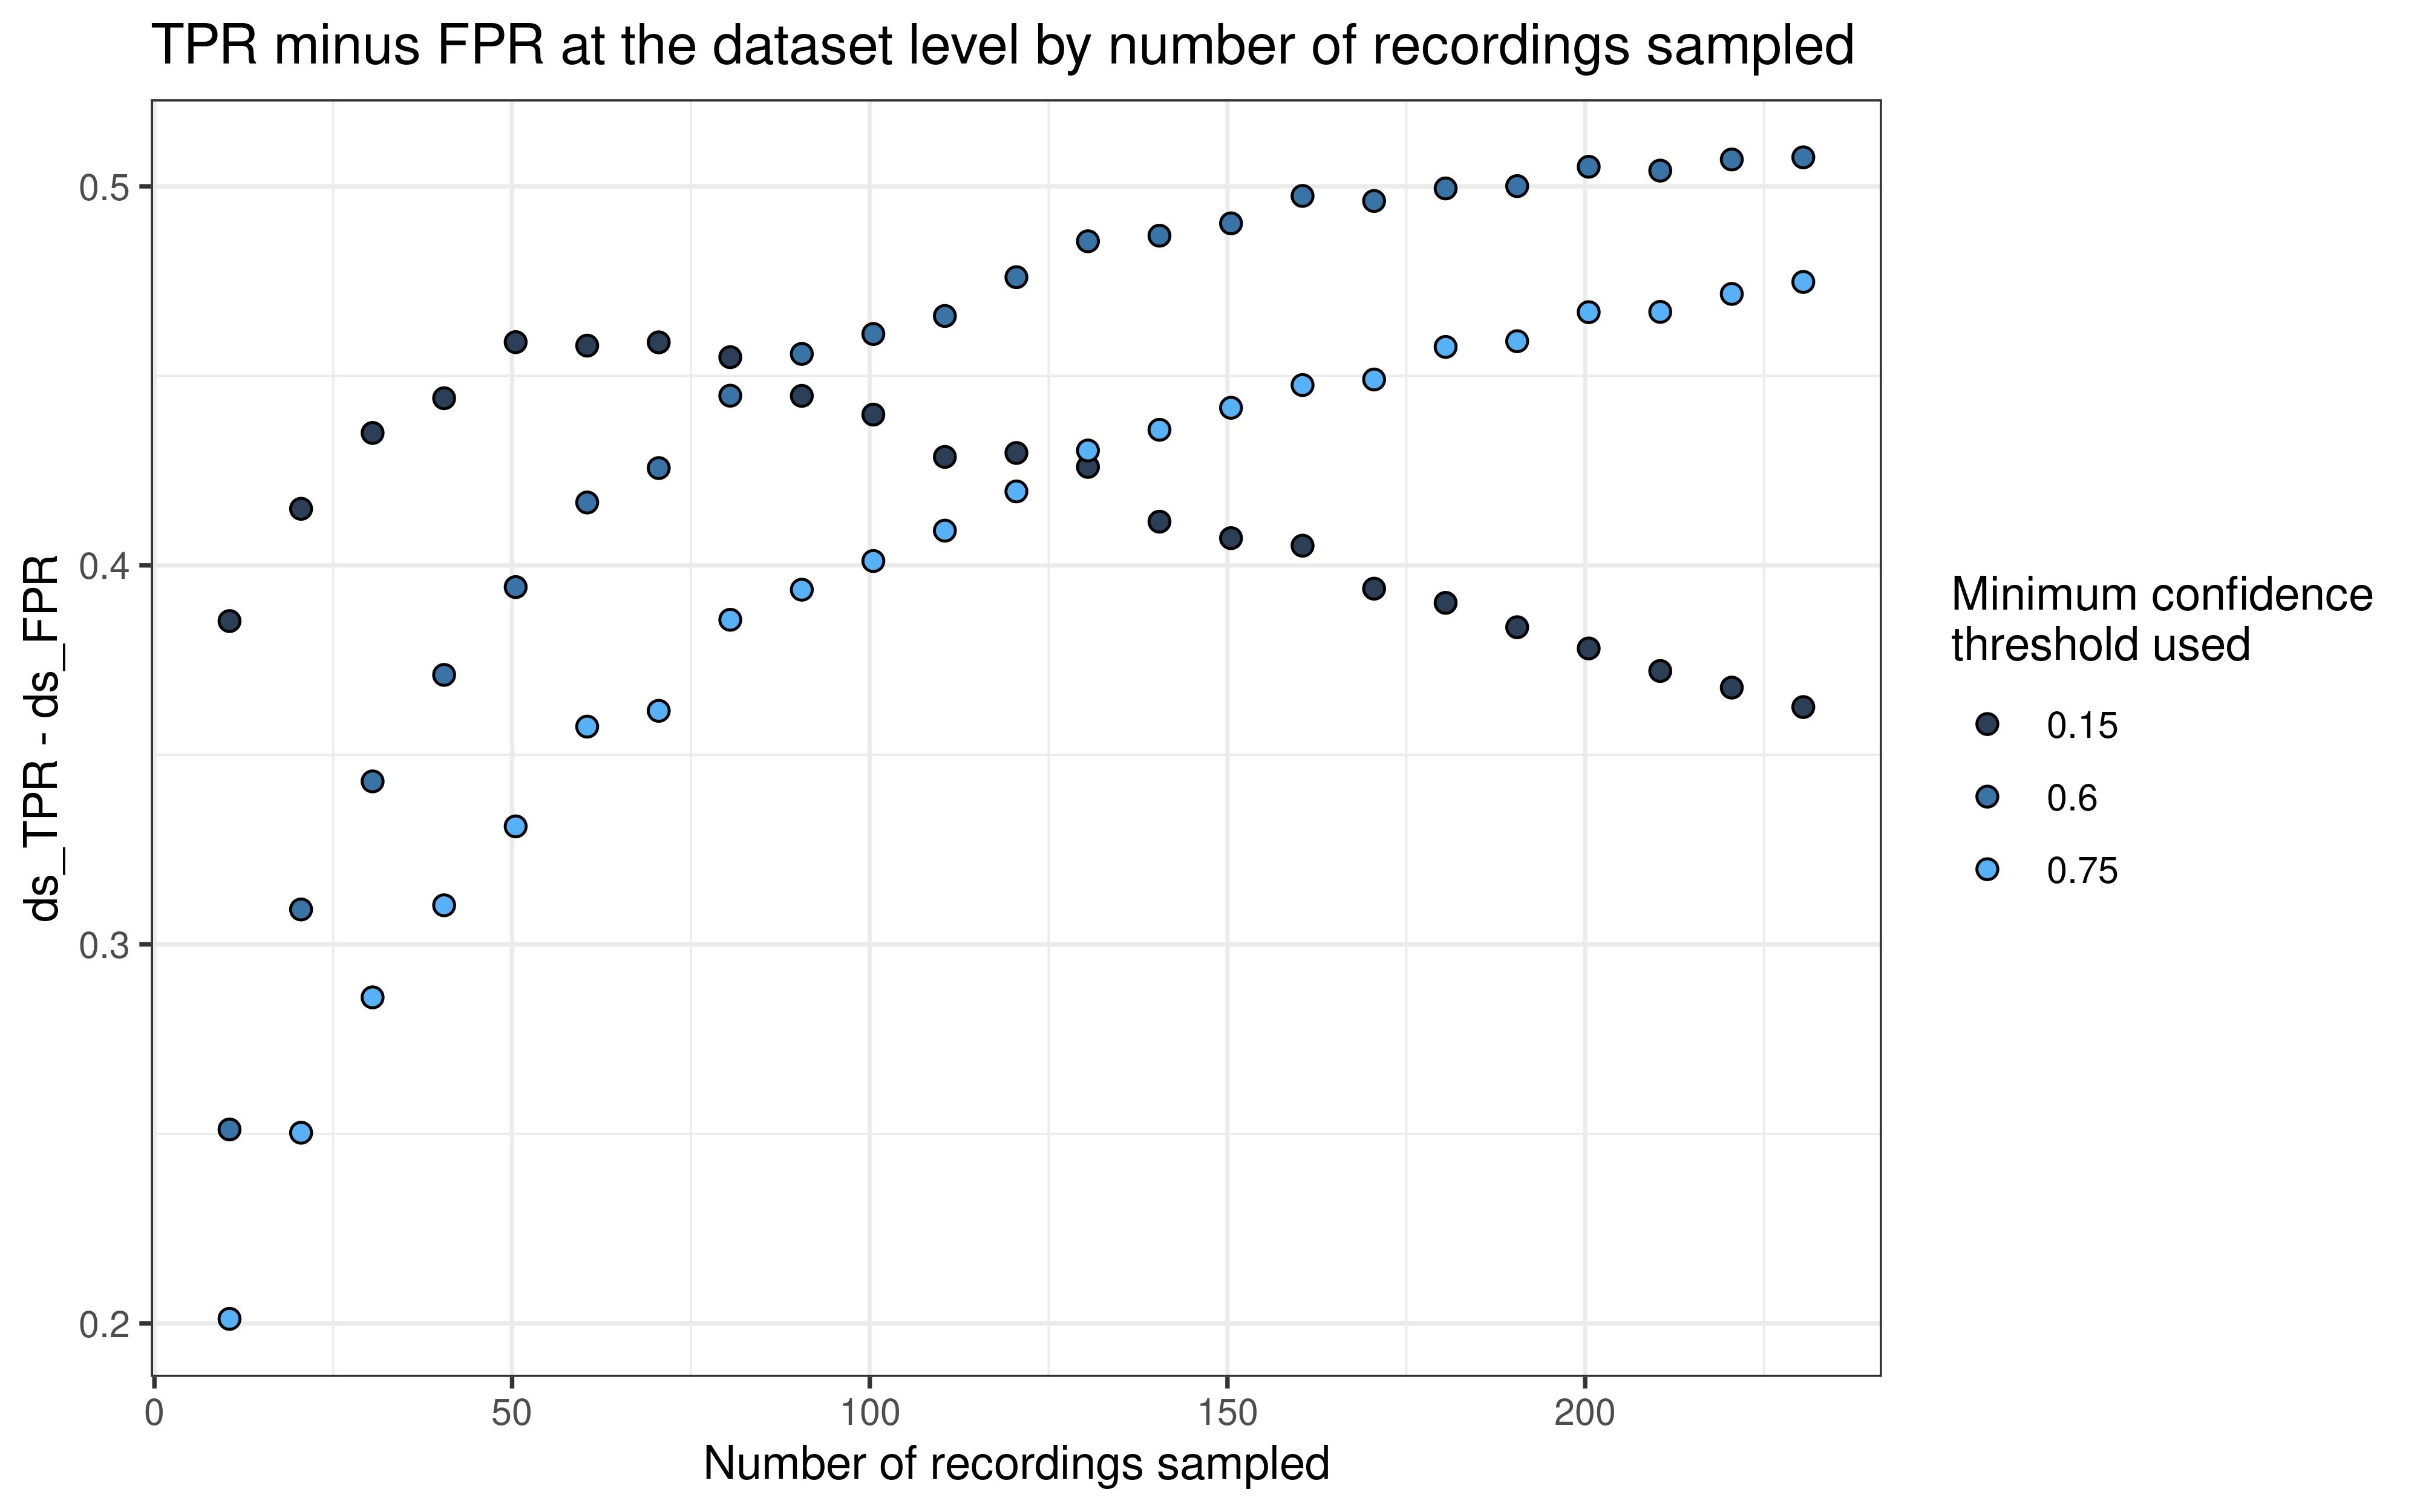 TPR minus FPR at the dataset level by number of recordings sampled
ds_TPR - ds_FPR
0.5
0.4
0.3
0.2
0
50
100
150
200
Number of recordings sampled
Minimum confidence
threshold used
0.15
0.6
0.75